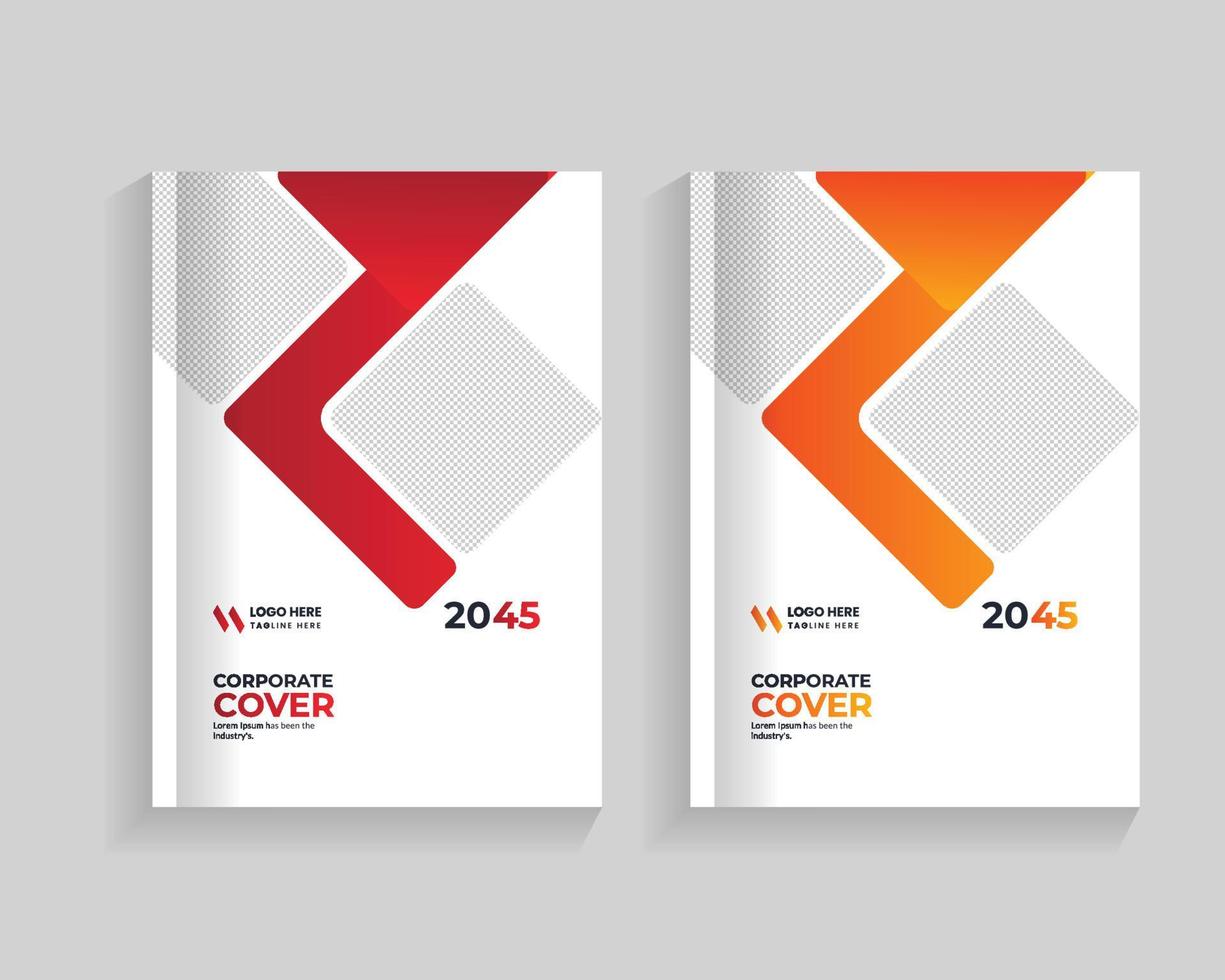 LOGO HERE
TAGLINE HERE
2045
CORPORATE
COVER
Lorem Ipsum has been the
Industry's.
LOGO HERE
TAGLINE HERE
2045
CORPORATE
COVER
Lorem Ipsum has been the
Industry's.